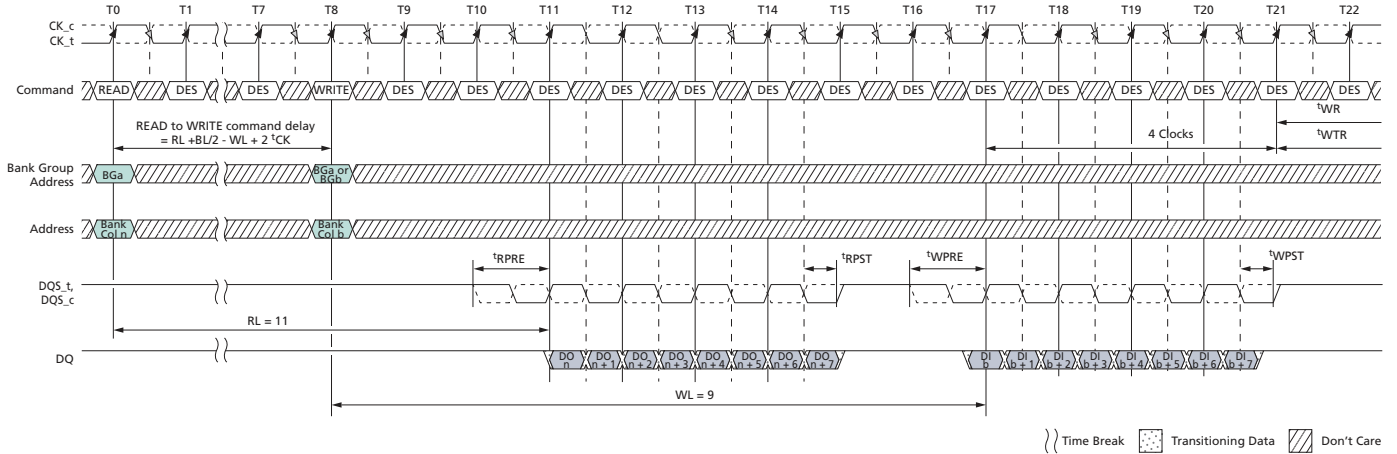 T0 T1 T7 T8 T9 T10 T11 T12 T13 T14 T15 T16 T17 T18 T19 T20 T21 T22
CK_c
CK_t
Command READ DES DES WRITE DES DES DES DES DES DES DES DES DES DES DES DES DES DES
tWR
READ to WRITE command delay
= RL +BL/2 - WL + 2 tCK
4 Clocks tWTR
Bank Group
Address
BGa
BGa or
BGb
Address
Bank
Col n
Bank
Col b
tRPRE tRPST tWPRE tWPST
DQS_t,
DQS_c
RL = 11
DQ
DO
n
DO
n + 1
DO
n + 2
DO
n + 3
DO
n + 4
DO
n + 5
DO
n + 6
DO
n + 7
DI
b
DI
b + 1
DI
b + 2
DI
b + 3
DI
b + 4
DI
b + 5
DI
b + 6
DI
b + 7
WL = 9
Time Break Transitioning Data Don't Care